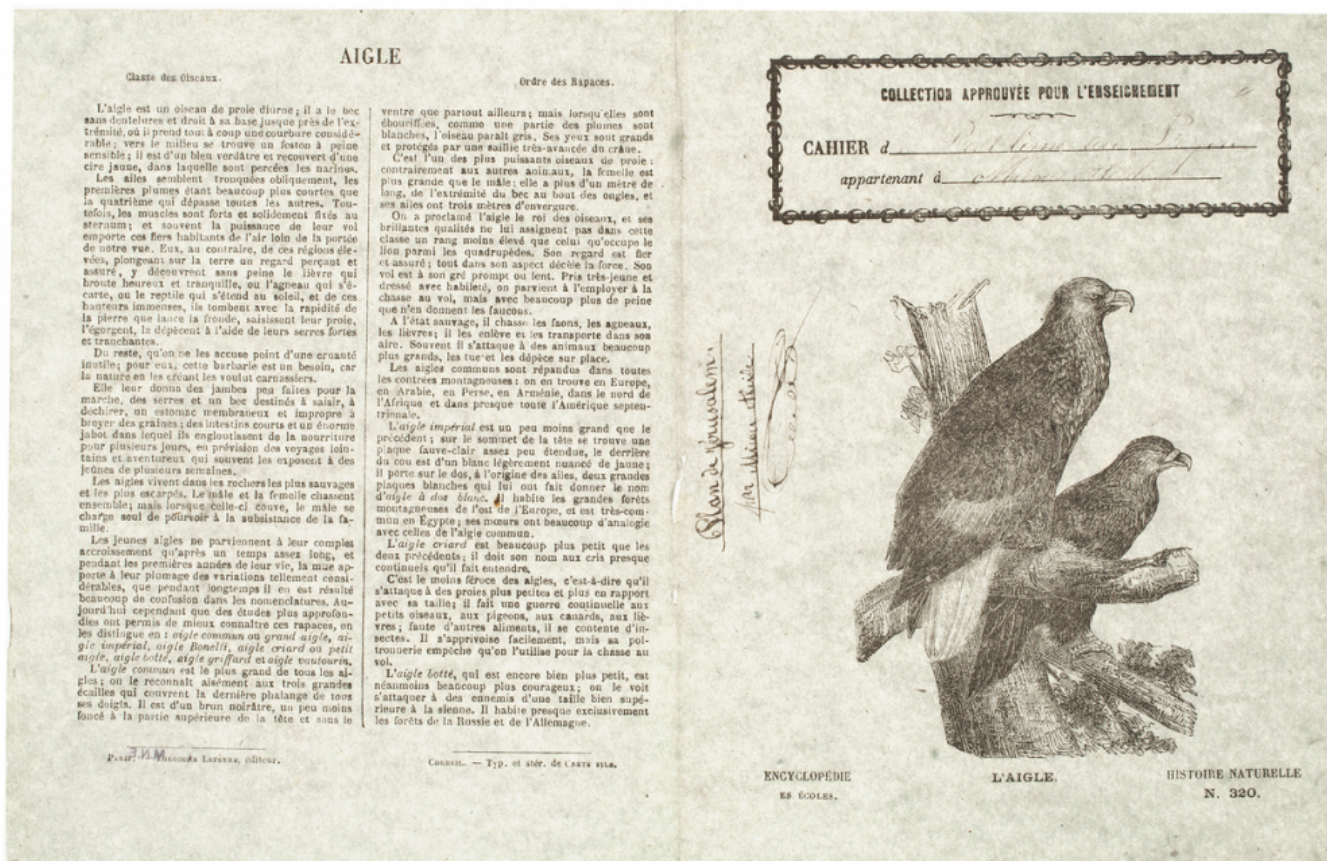 AIGLE
Classe des Oiseaux.
Ordre des Rapaces.
L'aigle est un oiseau de proie diurne; il a le bec
sans dentelures et droit à sa base jusque près de l'ex-
trémité, où il prend tout à coup une courbure considé-
rable; vers le milieu se trouve un feston à peine
sensible; il est d'un bleu verdâtre et recouvert d'une
cire jaune, dans laquelle sont percées les narines.
Les ailes semblent tronquées obliquement, les
premières plumes étant beaucoup plus courtes que
la quatrième qui dépasse toutes les autres. Tou-
tefois, les muscles sont forts et solidement fixés au
sternum; et souvent la puissance de leur vol
emporte ces fiers habitants de l'air loin de la portée
de notre vue. Eux, au contraire, de ces régions éle-
vées, plongeant sur la terre un regard perçant et
assuré, y découvrent sans peine le lièvre qui
broute heureux et tranquille, ou l'agneau qui s'é-
carte, ou le reptile qui s'étend au soleil, et de ces
hauteurs immenses, ils tombent avec la rapidité de
la pierre que lance la fronde, saisissent leur proie,
l'égorgent, la dépècent à l'aide de leurs serres fortes
et tranchantes.
Du reste, qu'on ne les accuse point d'une cruauté
inutile; pour eux, cette barbarie est un besoin, car
la nature en les créant les voulut carnassiers.
Elle leur donna des jambes peu faites pour la
marche, des serres et un bec destinés à saisir, à
déchirer, un estomac membraneux et impropre à
broyer des graines; des intestins courts et un énorme
jabot dans lequel ils engloutissent de la nourriture
pour plusieurs jours, en prévision des voyages loin-
tains et aventureux qui souvent les exposent à des
jeûnes de plusieurs semaines.
Les aigles vivent dans les rochers les plus sauvages
et les plus escarpés. Le mâle et la femelle chassent
ensemble; mais lorsque celle-ci couve, le mâle se
charge seul de pourvoir à la subsistance de la fa-
mille.
Les jeunes aigles ne parviennent à leur complet
accroissement qu'après un temps assez long, et
pendant les premières années de leur vie, la mue ap-
porte à leur plumage des variations tellement consi-
dérables, que pendant longtemps il en est résulté
beaucoup de confusion dans les nomenclatures. Au-
jourd'hui cependant que des études plus approfon-
dies ont permis de mieux connaître ces rapaces, on
les distingue en : aigle commun ou grand aigle, ai-
gle impérial, aigle Bonelli, aigle criard ou petit
aigle, aigle botté, aigle griffard et aigle vautourin.
L'aigle commun est le plus grand de tous les ai-
gles; on le reconnaît aisément aux trois grandes
écailles qui couvrent la dernière phalange de tous
ses doigts. Il est d'un brun noirâtre, un peu moins
foncé à la partie supérieure de la tête et sous le
ventre que partout ailleurs; mais lorsqu'elles sont
ébouriffées, comme une partie des plumes sont
blanches, l'oiseau paraît gris. Ses yeux sont grands
et protégés par une saillie très-avancée du crâne.
C'est l'un des plus puissants oiseaux de proie :
contrairement aux autres animaux, la femelle est
plus grande que le mâle; elle a plus d'un mètre de
long, de l'extrémité du bec au bout des ongles, et
ses ailes ont trois mètres d'envergure.
On a proclamé l'aigle le roi des oiseaux, et ses
brillantes qualités ne lui assignent pas dans cette
classe un rang moins élevé que celui qu'occupe le
lion parmi les quadrupèdes. Son regard est fier
et assuré; tout dans son aspect décèle la force. Son
vol est à son gré prompt ou lent. Pris très-jeune et
dressé avec habileté, on parvient à l'employer à la
chasse au vol, mais avec beaucoup plus de peine
que n'en donnent les faucons.
A l'état sauvage, il chasse les faons, les agneaux,
les lièvres; il les enlève et les transporte dans son
aire. Souvent il s'attaque à des animaux beaucoup
plus grands, les tue et les dépèce sur place.
Les aigles communs sont répandus dans toutes
les contrées montagneuses : on en trouve en Europe,
en Arabie, en Perse, en Arménie, dans le nord de
l'Afrique et dans presque toute l'Amérique septen-
trionale.
L'aigle impérial est un peu moins grand que le
précédent; sur le sommet de la tête se trouve une
plaque fauve-clair assez peu étendue, le derrière
du cou est d'un blanc légèrement nuancé de jaune;
il porte sur le dos, à l'origine des ailes, deux grandes
plaques blanches qui lui ont fait donner le nom
d'aigle à dos blanc. Il habite les grandes forêts
montagneuses de l'est de l'Europe, et est très-com-
mun en Égypte; ses mœurs ont beaucoup d'analogie
avec celles de l'aigle commun.
L'aigle criard est beaucoup plus petit que les
deux précédents; il doit son nom aux cris presque
continuels qu'il fait entendre.
C'est le moins féroce des aigles, c'est-à-dire qu'il
s'attaque à des proies plus petites et plus en rapport
avec sa taille; il fait une guerre continuelle aux
petits oiseaux, aux pigeons, aux canards, aux liè-
vres; faute d'autres aliments, il se contente d'in-
sectes. Il s'apprivoise facilement, mais sa pol-
tronnerie empêche qu'on l'utilise pour la chasse au
vol.
L'aigle botté, qui est encore bien plus petit, est
néanmoins beaucoup plus courageux; on le voit
s'attaquer à des ennemis d'une taille bien supé-
rieure à la sienne. Il habite presque exclusivement
les forêts de la Russie et de l'Allemagne.
Paris. Théodore Lefèvre, éditeur.
M.N.E
Corbeil. — Typ. et stér. de Crété fils.
COLLECTION APPROUVÉE POUR L'ENSEIGNEMENT
CAHIER d
appartenant à
Plan de Jérusalem.
par
L'AIGLE.
ENCYCLOPÉDIE
ES ÉCOLES.
HISTOIRE NATURELLE
N. 320.